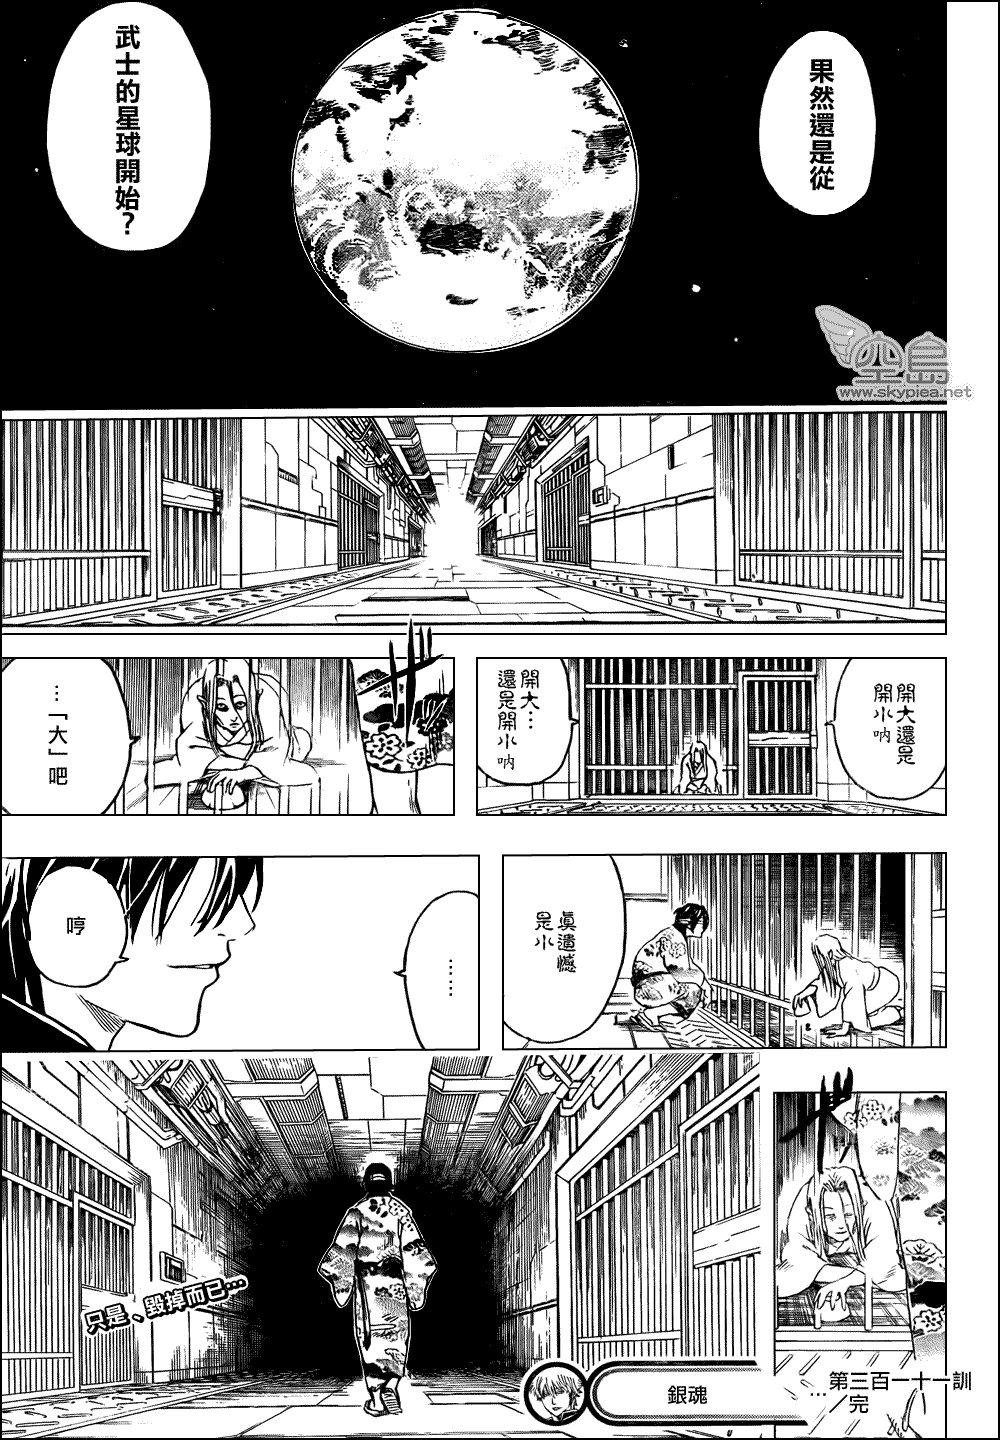 果然還是從
武士的星球開始?
空島
www.skypiea.net
開大還是
開小呐
開大…
還是開小呐
…「大」吧
真遺憾
是小
……
哼
只是、毀掉而已…
銀魂
…第三百一十一訓
／完